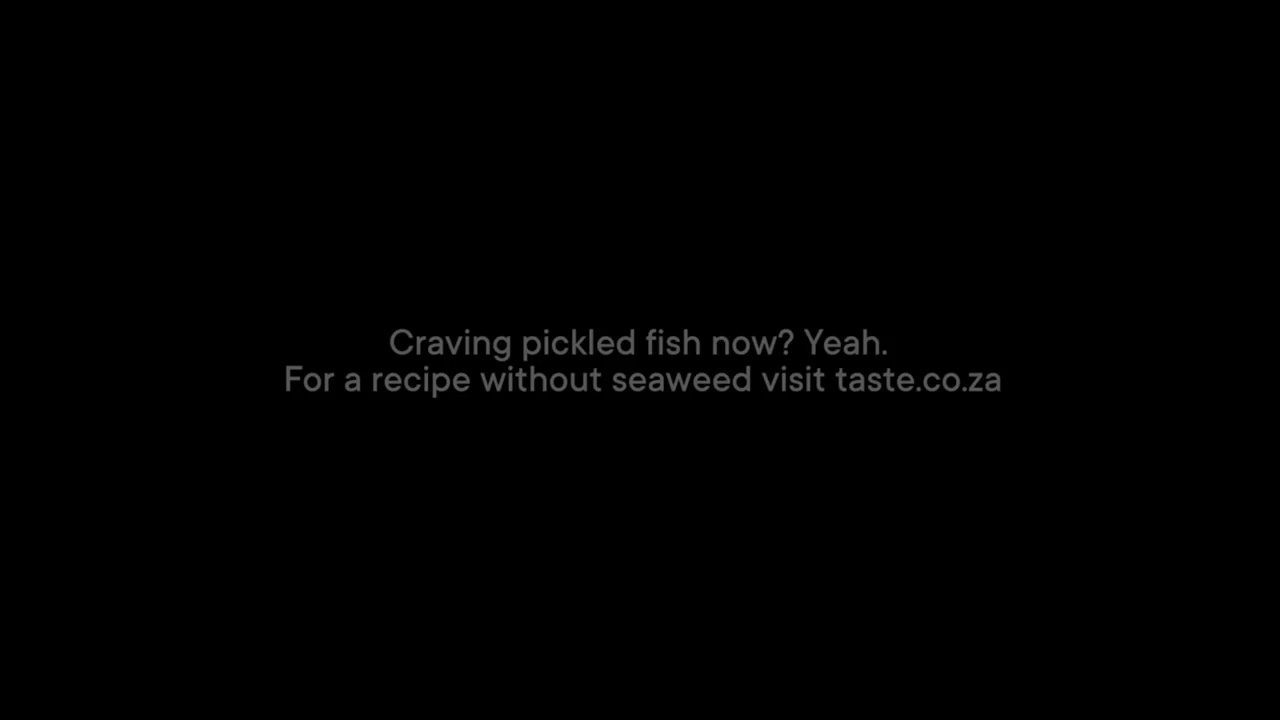 Craving pickled fish now? Yeah.
For a recipe without seaweed visit taste.co.za